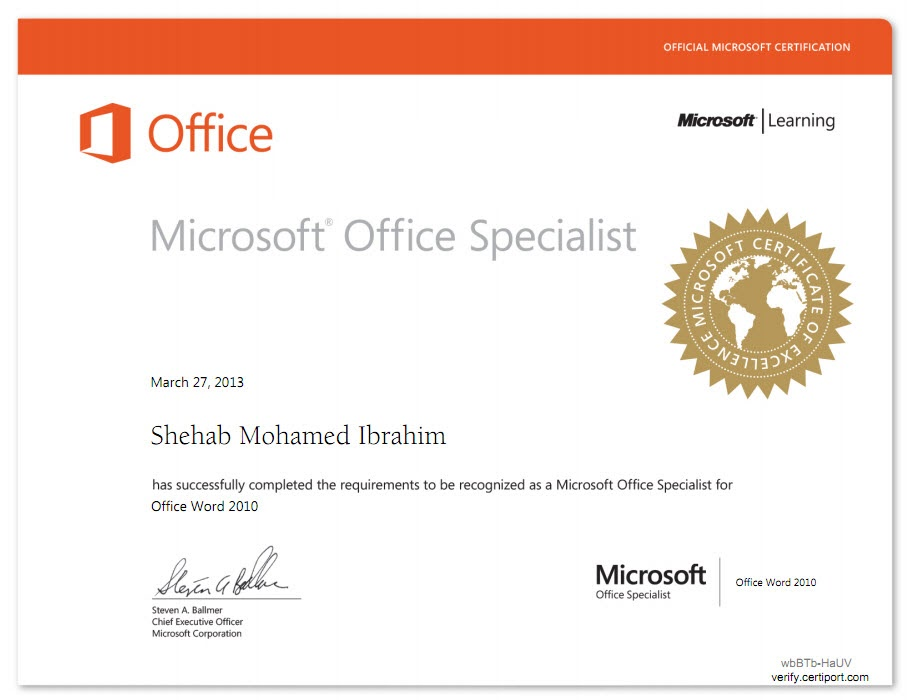 OFFICIAL MICROSOFT CERTIFICATION
Office
Microsoft | Learning
Microsoft® Office Specialist
MICROSOFT CERTIFICATE OF EXCELLENCE
March 27, 2013
Shehab Mohamed Ibrahim
has successfully completed the requirements to be recognized as a Microsoft Office Specialist for
Office Word 2010
Steven A Ballmer
Steven A. Ballmer
Chief Executive Officer
Microsoft Corporation
Microsoft
Office Specialist
Office Word 2010
wbBTb-HaUV
verify.certiport.com